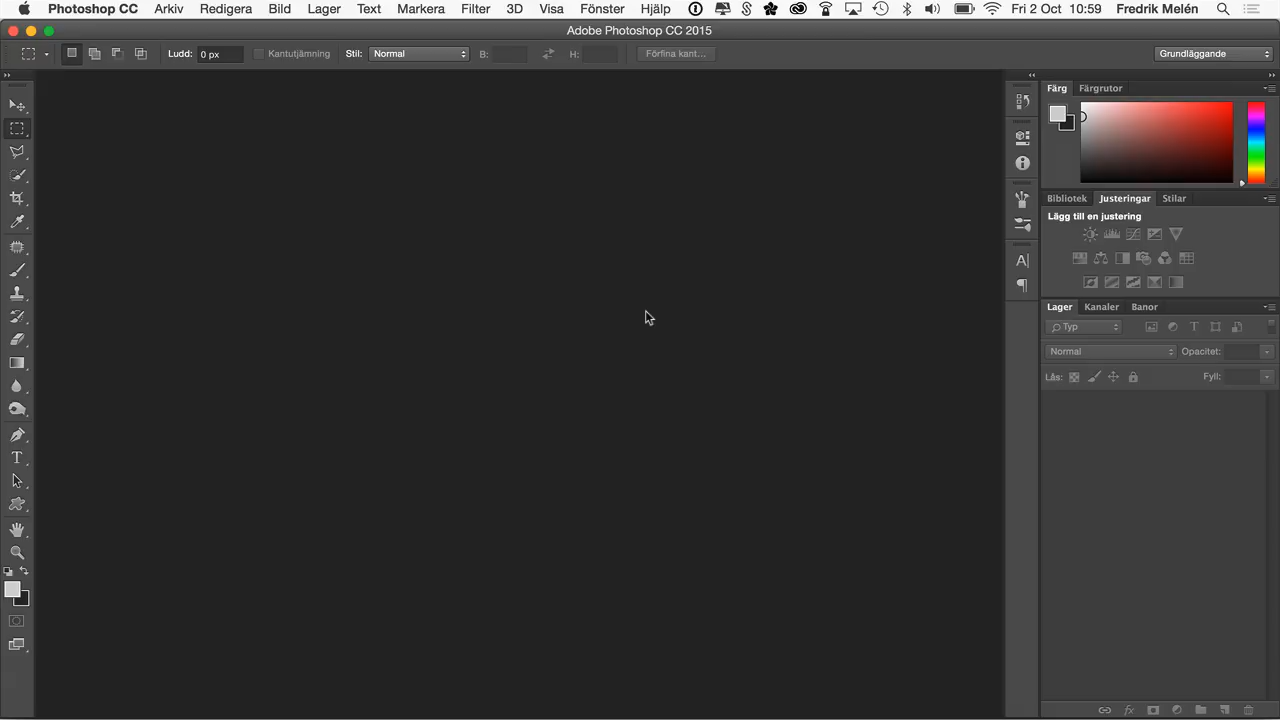 Photoshop CC Arkiv Redigera Bild Lager Text Markera Filter 3D Visa Fönster Hjälp Fri 2 Oct 10:59 Fredrik Melén
Adobe Photoshop CC 2015
Ludd: 0 px Kantutjämning Stil: Normal B: H: Förfina kant... Grundläggande
Färg Färgrutor
Bibliotek Justeringar Stilar
Lägg till en justering
Lager Kanaler Banor
Typ
Normal Opacitet:
Lås: Fyll: